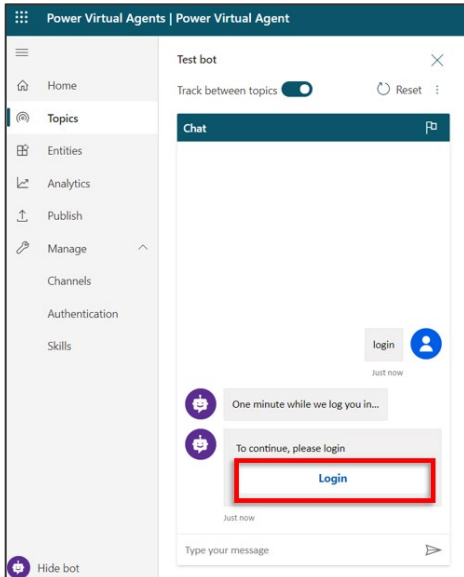 Power Virtual Agents | Power Virtual Agent
Home
Topics
Entities
Analytics
Publish
Manage
Channels
Authentication
Skills
Hide bot
Test bot
Track between topics
Reset
Chat
login
Just now
One minute while we log you in...
To continue, please login
Login
Just now
Type your message